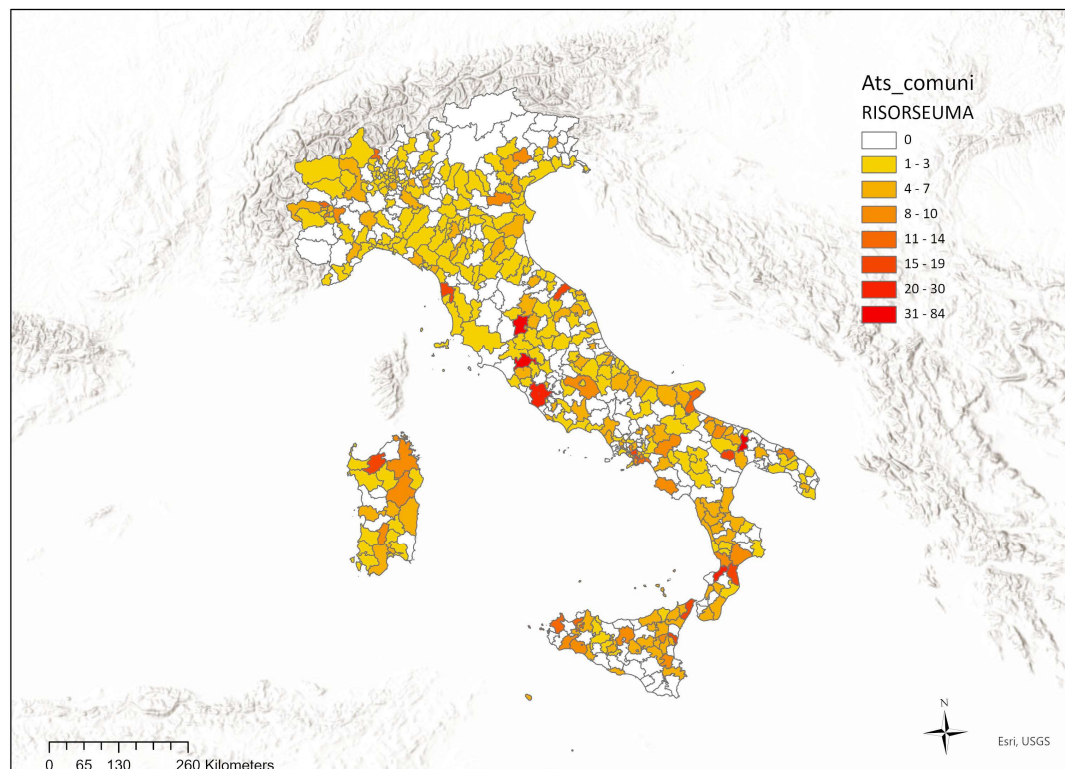 Ats_comuni
RISORSEUMA
0
1 - 3
4 - 7
8 - 10
11 - 14
15 - 19
20 - 30
31 - 84
N
Esri, USGS
0 65 130 260 Kilometers